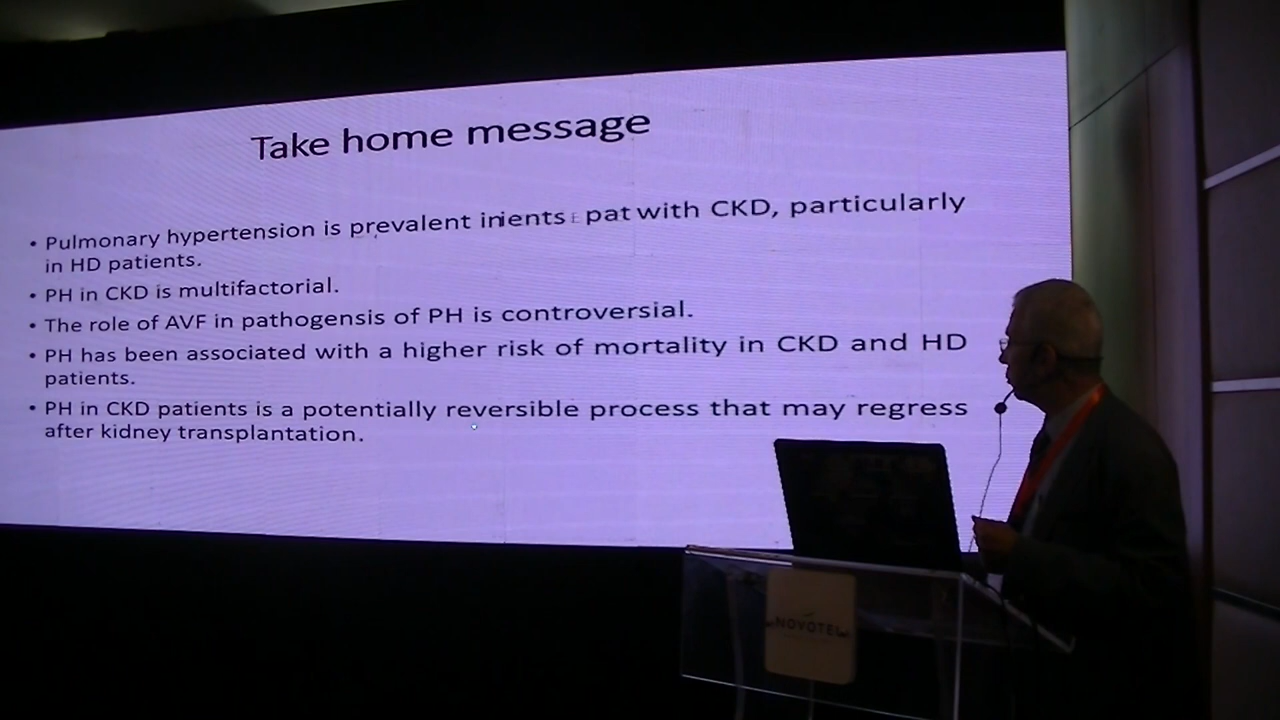 Take home message
• Pulmonary hypertension is prevalent in pat with CKD, particularly
in HD patients.
• PH in CKD is multifactorial.
• The role of AVF in pathogensis of PH is controversial.
• PH has been associated with a higher risk of mortality in CKD and HD
patients.
• PH in CKD patients is a potentially reversible process that may regress
after kidney transplantation.
NOVOTEL